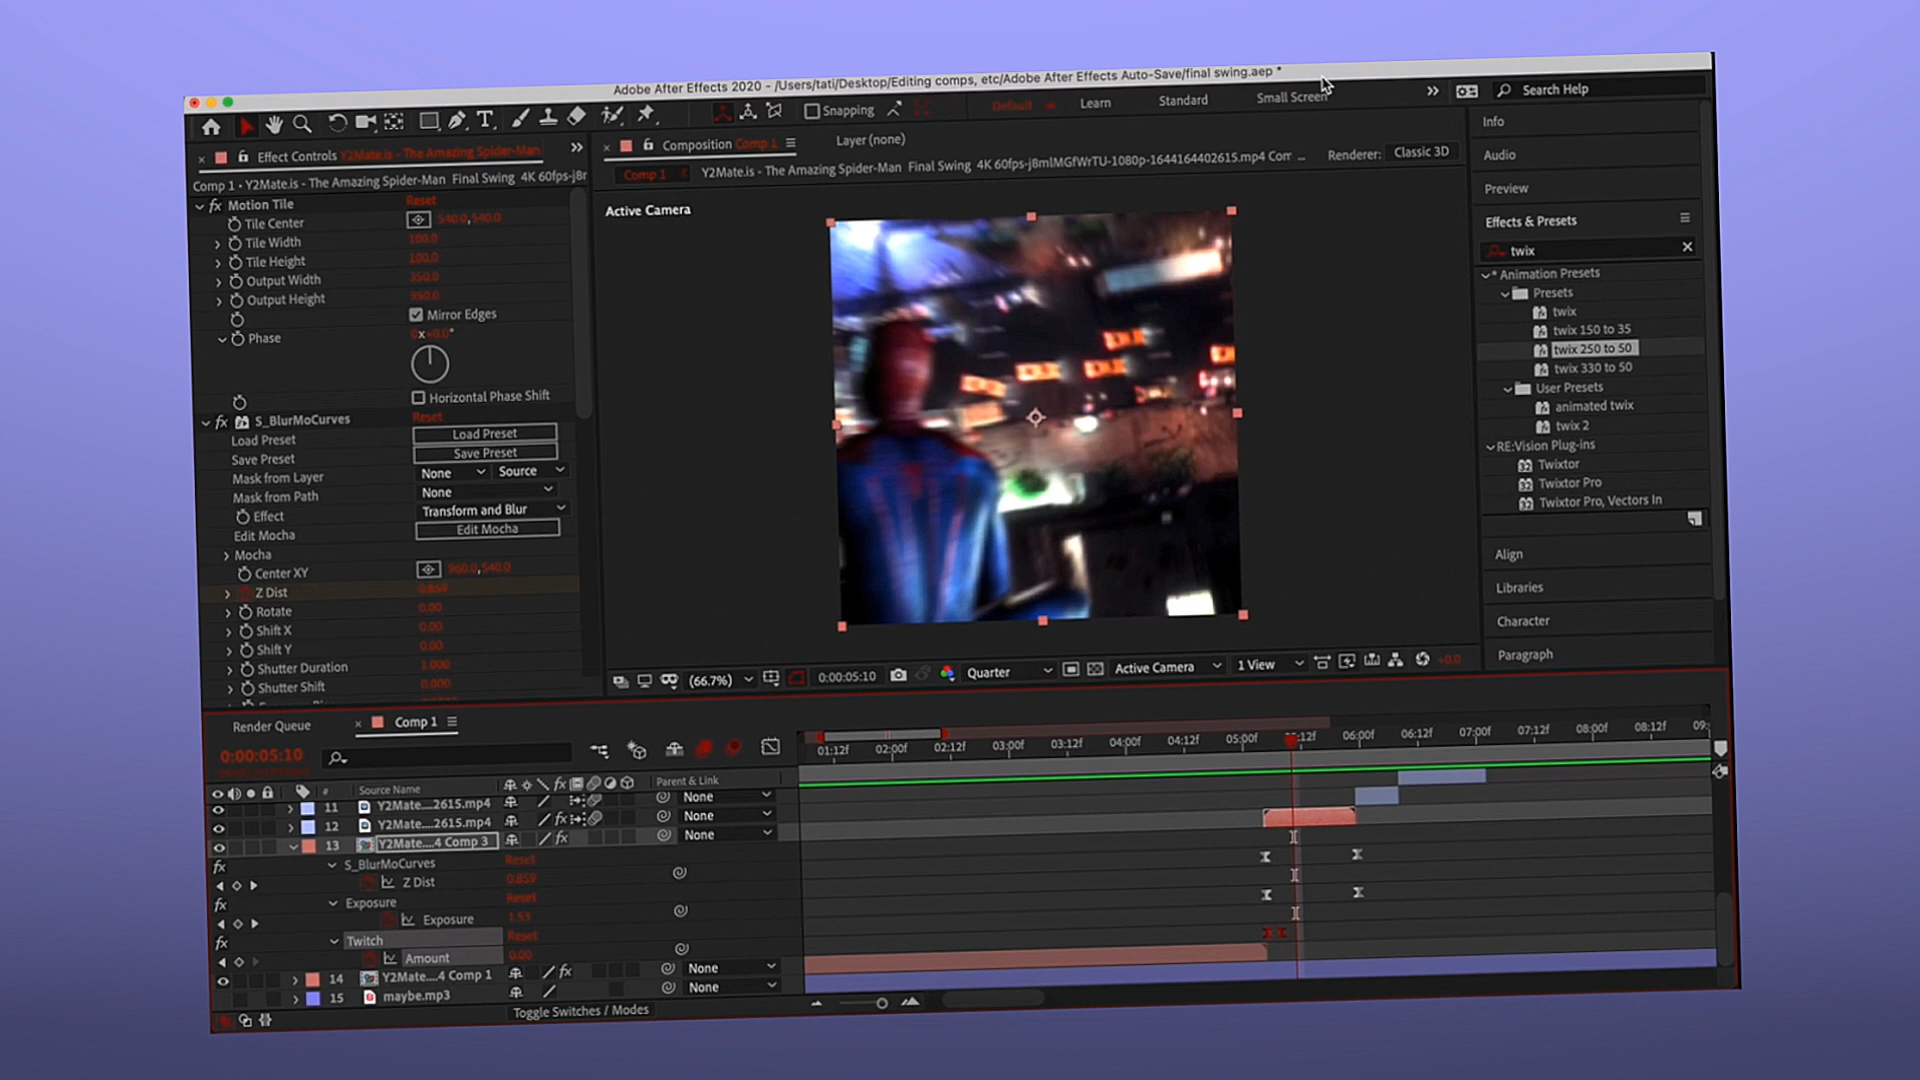 Adobe After Effects 2020 - /Users/tati/Desktop/Editing comps, etc/Adobe After Effects Auto-Save/final swing.aep *
Snapping
Default
Learn
Standard
Small Screen
Search Help
Effect Controls Y2Mate.is - The Amazing Spider-Man
Comp 1 • Y2Mate.is - The Amazing Spider-Man Final Swing 4K 60fps-j8r
fx Motion Tile Reset
Tile Center 540.0,540.0
Tile Width 100.0
Tile Height 100.0
Output Width 350.0
Output Height 550.0
Mirror Edges
Phase 0x+0.0°
Horizontal Phase Shift
fx S_BlurMoCurves Reset
Load Preset Load Preset
Save Preset Save Preset
Mask from Layer None Source
Mask from Path None
Effect Transform and Blur
Edit Mocha Edit Mocha
Mocha
Center XY 960.0,540.0
Z Dist 0.859
Rotate 0.00
Shift X 0.00
Shift Y 0.00
Shutter Duration 1.000
Shutter Shift 0.000
Composition Comp 1
Layer (none)
Comp 1
Y2Mate.is - The Amazing Spider-Man Final Swing 4K 60fps-j8mlMGfWrTU-1080p-1644164402615.mp4 Com ...
Renderer: Classic 3D
Active Camera
(66.7%) 0:00:05:10 Quarter Active Camera 1 View +0.0
Info
Audio
Preview
Effects & Presets
twix
* Animation Presets
Presets
twix
twix 150 to 35
twix 250 to 50
twix 330 to 50
User Presets
animated twix
twix 2
RE:Vision Plug-ins
Twixtor
Twixtor Pro
Twixtor Pro, Vectors In
Align
Libraries
Character
Paragraph
Render Queue
Comp 1
0:00:05:10
01:12f 02:00f 02:12f 03:00f 03:12f 04:00f 04:12f 05:00f 12f 06:00f 06:12f 07:00f 07:12f 08:00f 08:12f 09:
# Source Name fx Parent & Link
11 Y2Mate....2615.mp4 None
12 Y2Mate....2615.mp4 fx None
13 Y2Mate....4 Comp 3 fx None
fx S_BlurMoCurves Reset
Z Dist 0.859
fx Exposure Reset
Exposure 1.53
fx Twitch Reset
Amount 0.00
14 Y2Mate....4 Comp 1 fx None
15 maybe.mp3 None
Toggle Switches / Modes